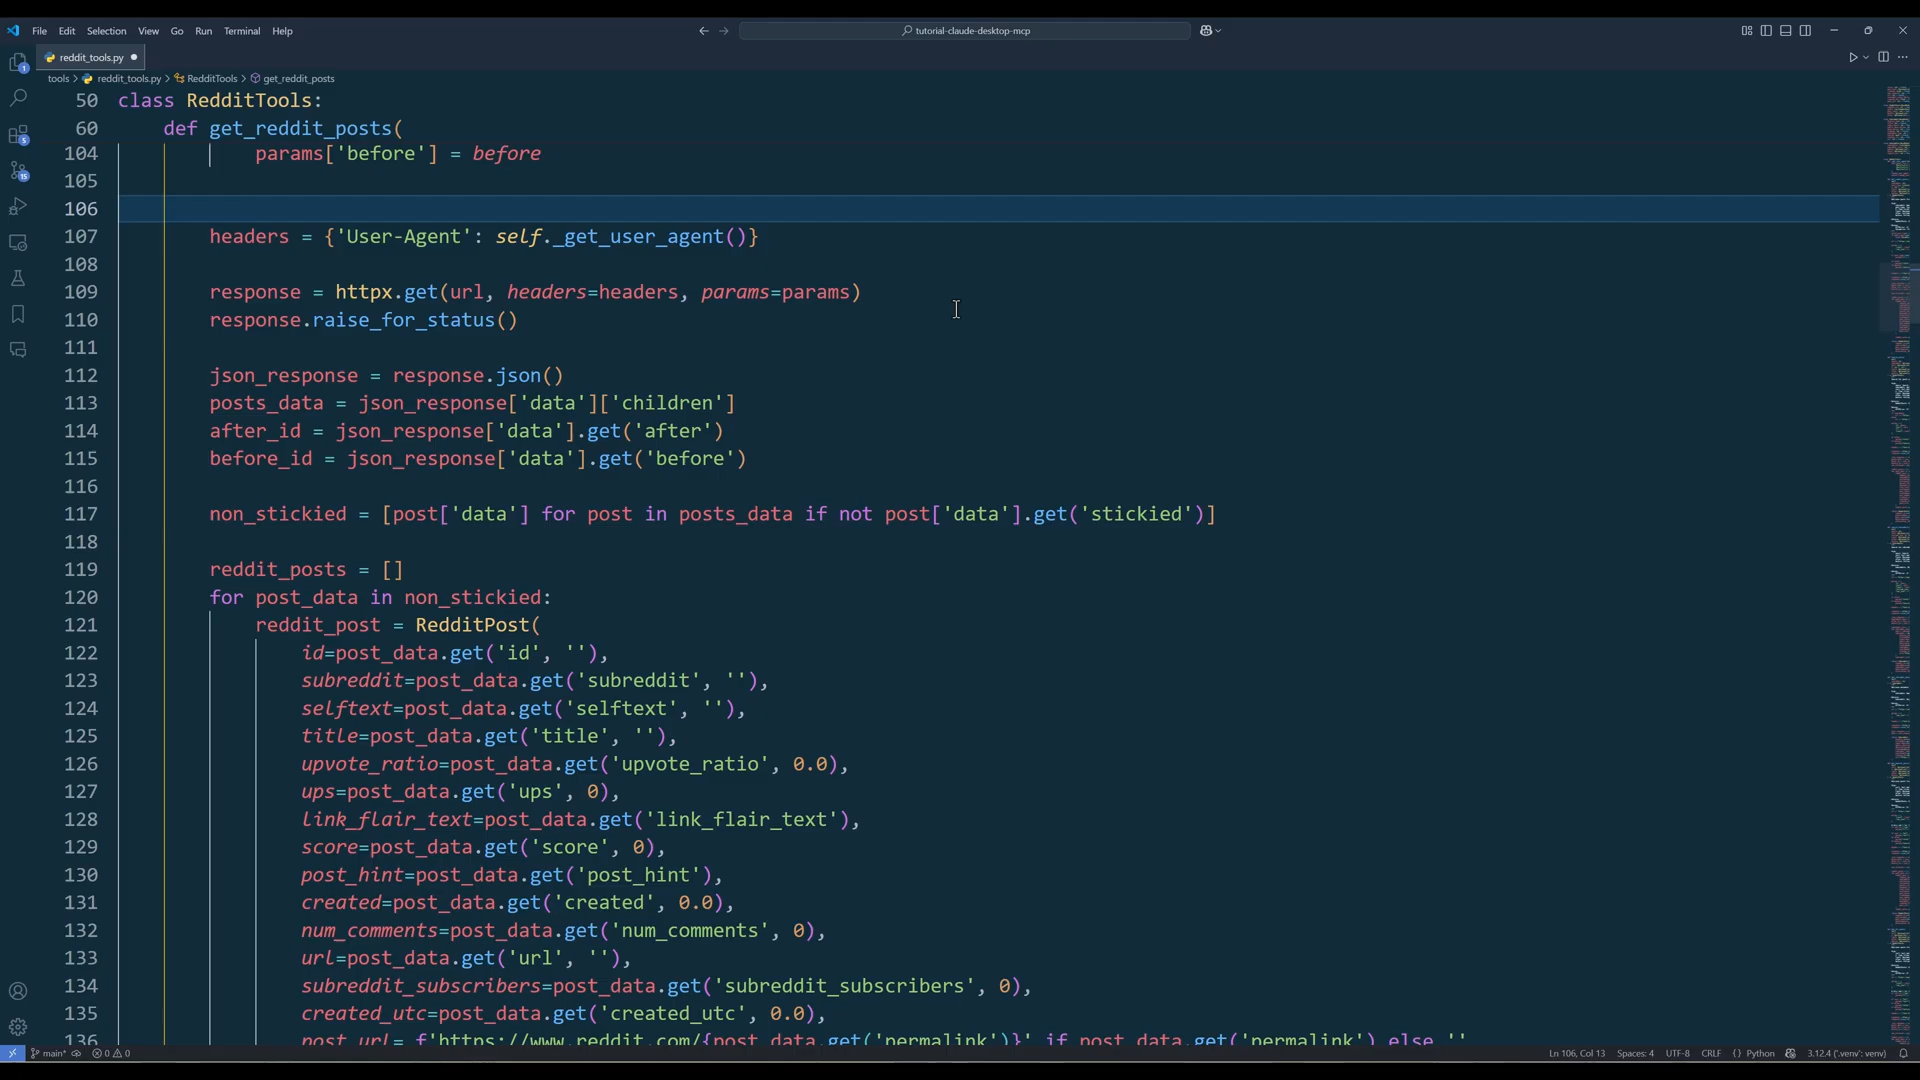 File Edit Selection View Go Run Terminal Help
tutorial-claude-desktop-mcp
reddit_tools.py
tools > reddit_tools.py > RedditTools > get_reddit_posts
50 class RedditTools:
60 def get_reddit_posts(
104 params['before'] = before
105
106
107 headers = {'User-Agent': self._get_user_agent()}
108
109 response = httpx.get(url, headers=headers, params=params)
110 response.raise_for_status()
111
112 json_response = response.json()
113 posts_data = json_response['data']['children']
114 after_id = json_response['data'].get('after')
115 before_id = json_response['data'].get('before')
116
117 non_stickied = [post['data'] for post in posts_data if not post['data'].get('stickied')]
118
119 reddit_posts = []
120 for post_data in non_stickied:
121 reddit_post = RedditPost(
122 id=post_data.get('id', ''),
123 subreddit=post_data.get('subreddit', ''),
124 selftext=post_data.get('selftext', ''),
125 title=post_data.get('title', ''),
126 upvote_ratio=post_data.get('upvote_ratio', 0.0),
127 ups=post_data.get('ups', 0),
128 link_flair_text=post_data.get('link_flair_text'),
129 score=post_data.get('score', 0),
130 post_hint=post_data.get('post_hint'),
131 created=post_data.get('created', 0.0),
132 num_comments=post_data.get('num_comments', 0),
133 url=post_data.get('url', ''),
134 subreddit_subscribers=post_data.get('subreddit_subscribers', 0),
135 created_utc=post_data.get('created_utc', 0.0),
136 post_url= f'https://www.reddit.com/{post_data.get('permalink')}' if post_data.get('permalink') else ''
main* 0 0 Ln 106, Col 13 Spaces: 4 UTF-8 CRLF {} Python 3.12.4 ('.venv': venv)